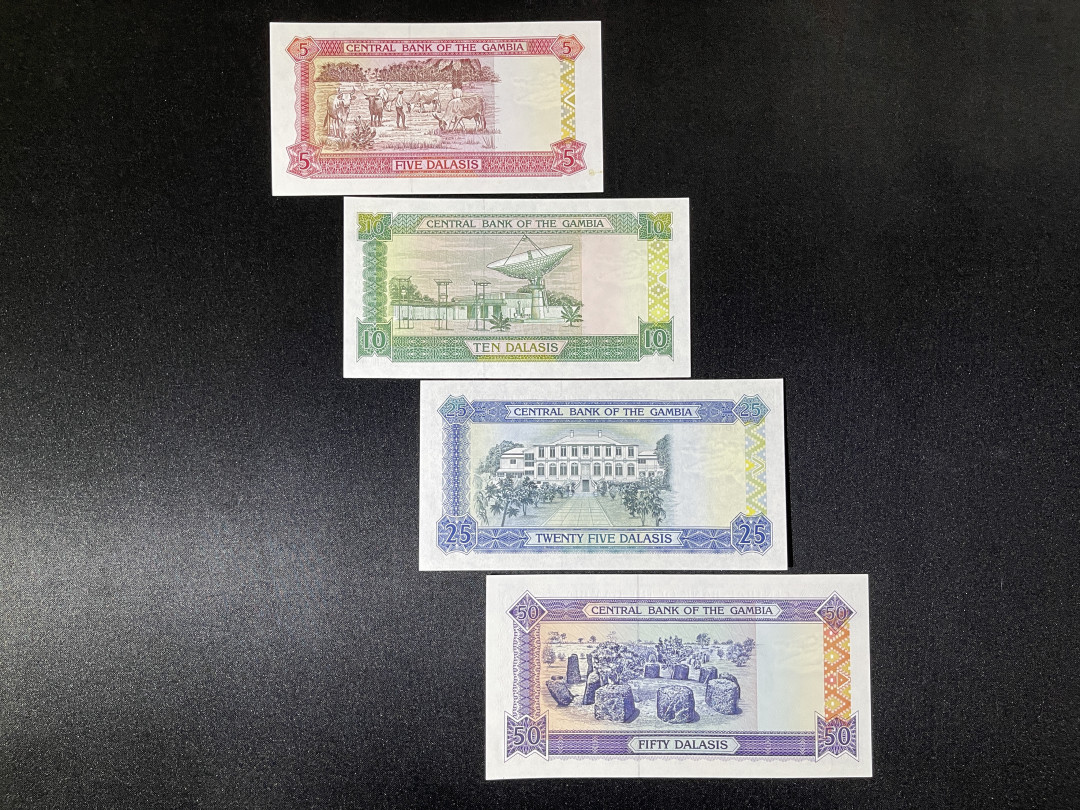 5 CENTRAL BANK OF THE GAMBIA 5
5 FIVE DALASIS 5
10 CENTRAL BANK OF THE GAMBIA 10
10 TEN DALASIS 10
25 CENTRAL BANK OF THE GAMBIA 25
25 TWENTY FIVE DALASIS 25
50 CENTRAL BANK OF THE GAMBIA 50
50 FIFTY DALASIS 50